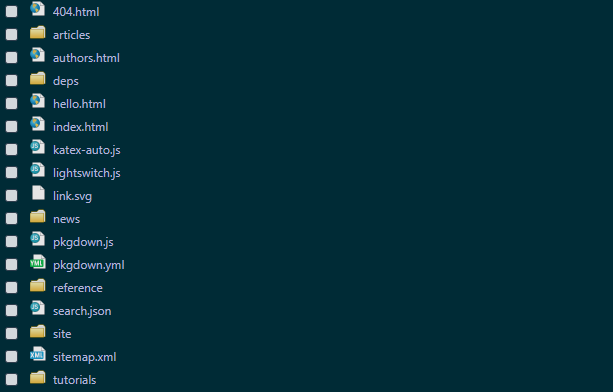 404.html
articles
authors.html
deps
hello.html
index.html
katex-auto.js
lightswitch.js
link.svg
news
pkgdown.js
pkgdown.yml
reference
search.json
site
sitemap.xml
tutorials